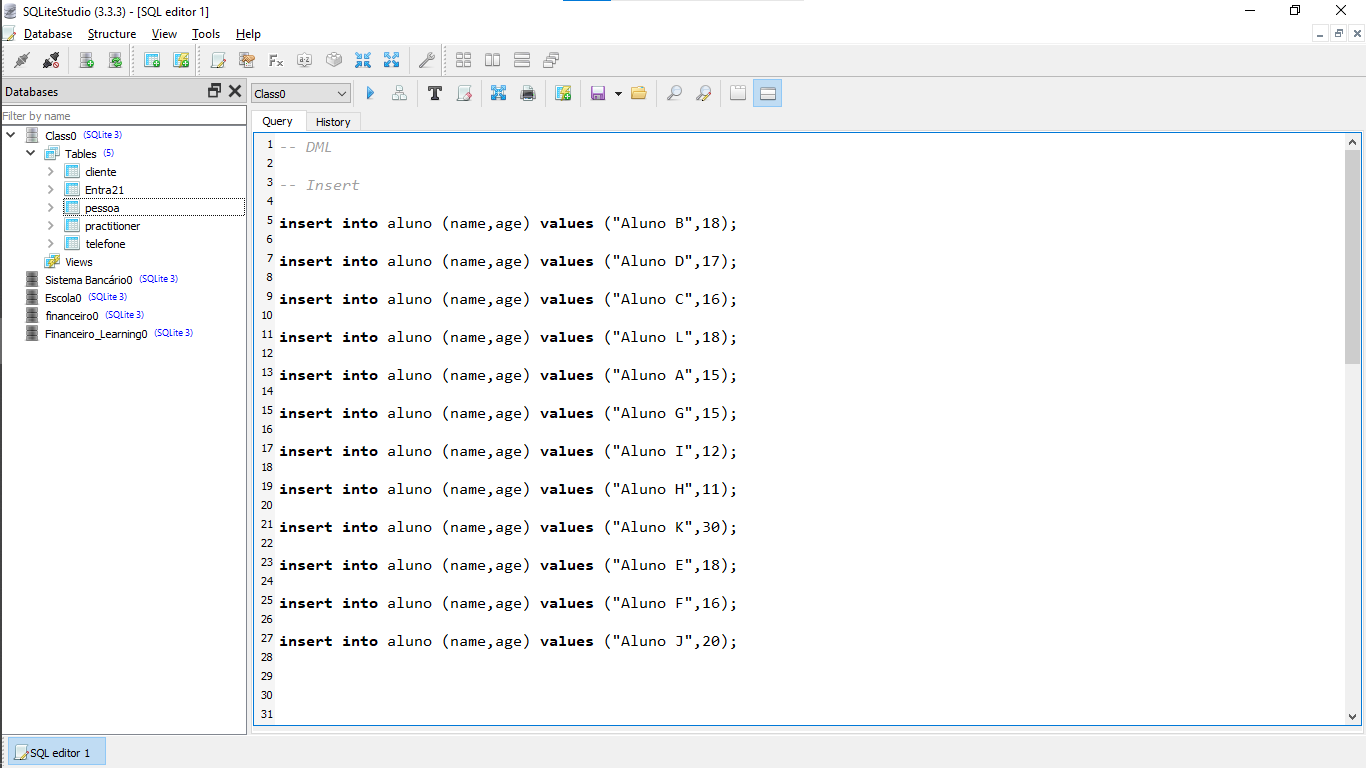 SQLiteStudio (3.3.3) - [SQL editor 1]
Database Structure View Tools Help
Databases
Filter by name
Class0 (SQLite 3)
Tables (5)
cliente
Entra21
pessoa
practitioner
telefone
Views
Sistema Bancário0 (SQLite 3)
Escola0 (SQLite 3)
financeiro0 (SQLite 3)
Financeiro_Learning0 (SQLite 3)
Class0
Query History
1 -- DML
2
3 -- Insert
4
5 insert into aluno (name,age) values ("Aluno B",18);
6
7 insert into aluno (name,age) values ("Aluno D",17);
8
9 insert into aluno (name,age) values ("Aluno C",16);
10
11 insert into aluno (name,age) values ("Aluno L",18);
12
13 insert into aluno (name,age) values ("Aluno A",15);
14
15 insert into aluno (name,age) values ("Aluno G",15);
16
17 insert into aluno (name,age) values ("Aluno I",12);
18
19 insert into aluno (name,age) values ("Aluno H",11);
20
21 insert into aluno (name,age) values ("Aluno K",30);
22
23 insert into aluno (name,age) values ("Aluno E",18);
24
25 insert into aluno (name,age) values ("Aluno F",16);
26
27 insert into aluno (name,age) values ("Aluno J",20);
28
29
30
31
SQL editor 1